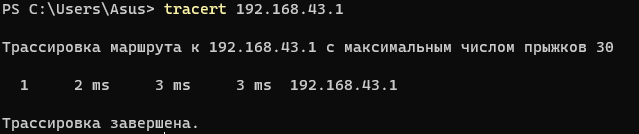 PS C:\Users\Asus> tracert 192.168.43.1
Трассировка маршрута к 192.168.43.1 с максимальным числом прыжков 30
1 2 ms 3 ms 3 ms 192.168.43.1
Трассировка завершена.